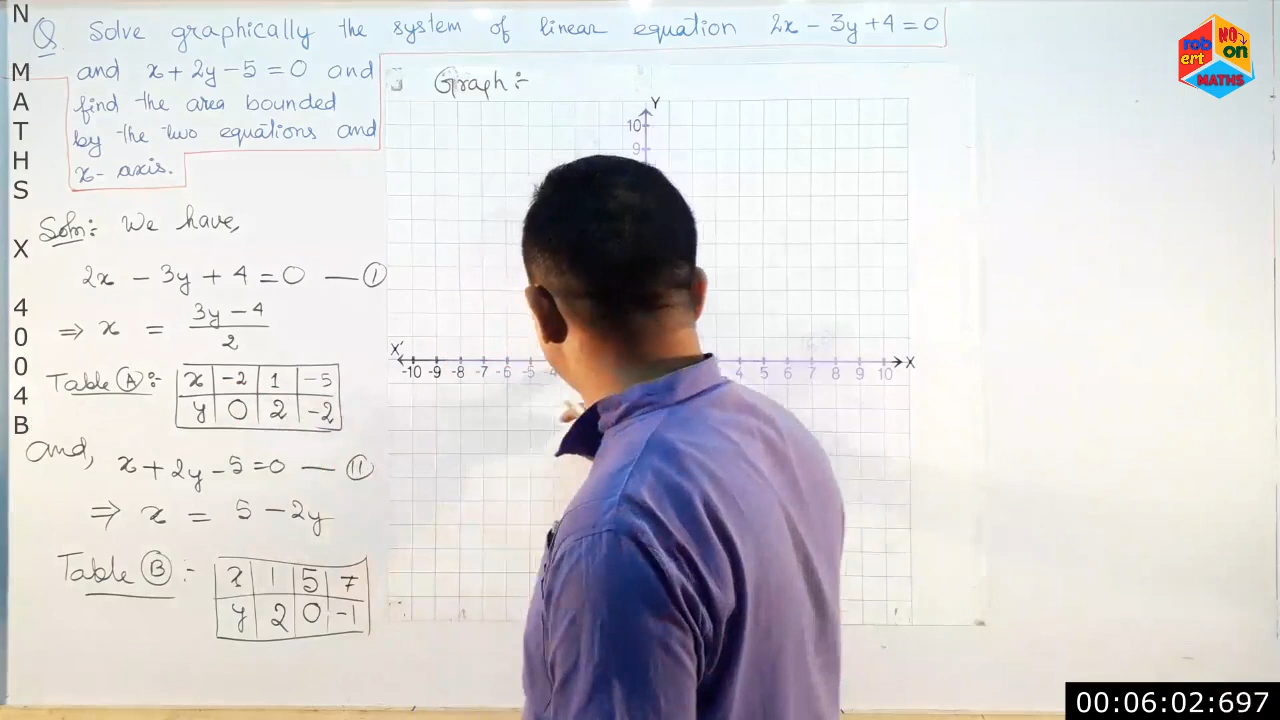 N
M
A
T
H
S
X
4
0
0
4
B
Q. Solve graphically the system of linear equation 2x - 3y + 4 = 0
and x + 2y - 5 = 0 and
find the area bounded
by the two equations and
x- axis.
Soln: We have,
2x - 3y + 4 = 0 — (I)
⇒ x = (3y - 4)/2
Table (A) :-
x | -2 | 1 | -5
y | 0 | 2 | -2
and, x + 2y - 5 = 0 — (II)
⇒ x = 5 - 2y
Table (B) :-
x | 1 | 5 | 7
y | 2 | 0 | -1
Graph :-
Y
10
9
X' -10 -9 -8 -7 -6 -5 4 5 6 7 8 9 10 X
rob NO
ert on
MATHS
00:06:02:697